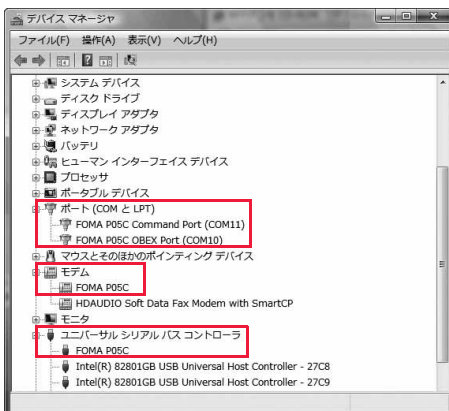 デバイス マネージャ
ファイル(F) 操作(A) 表示(V) ヘルプ(H)
システム デバイス
ディスク ドライブ
ディスプレイ アダプタ
ネットワーク アダプタ
バッテリ
ヒューマン インターフェイス デバイス
プロセッサ
ポータブル デバイス
ポート (COM と LPT)
FOMA P05C Command Port (COM11)
FOMA P05C OBEX Port (COM10)
マウスとそのほかのポインティング デバイス
モデム
FOMA P05C
HDAUDIO Soft Data Fax Modem with SmartCP
モニタ
ユニバーサル シリアル バス コントローラ
FOMA P05C
Intel(R) 82801GB USB Universal Host Controller - 27C8
Intel(R) 82801GB USB Universal Host Controller - 27C9